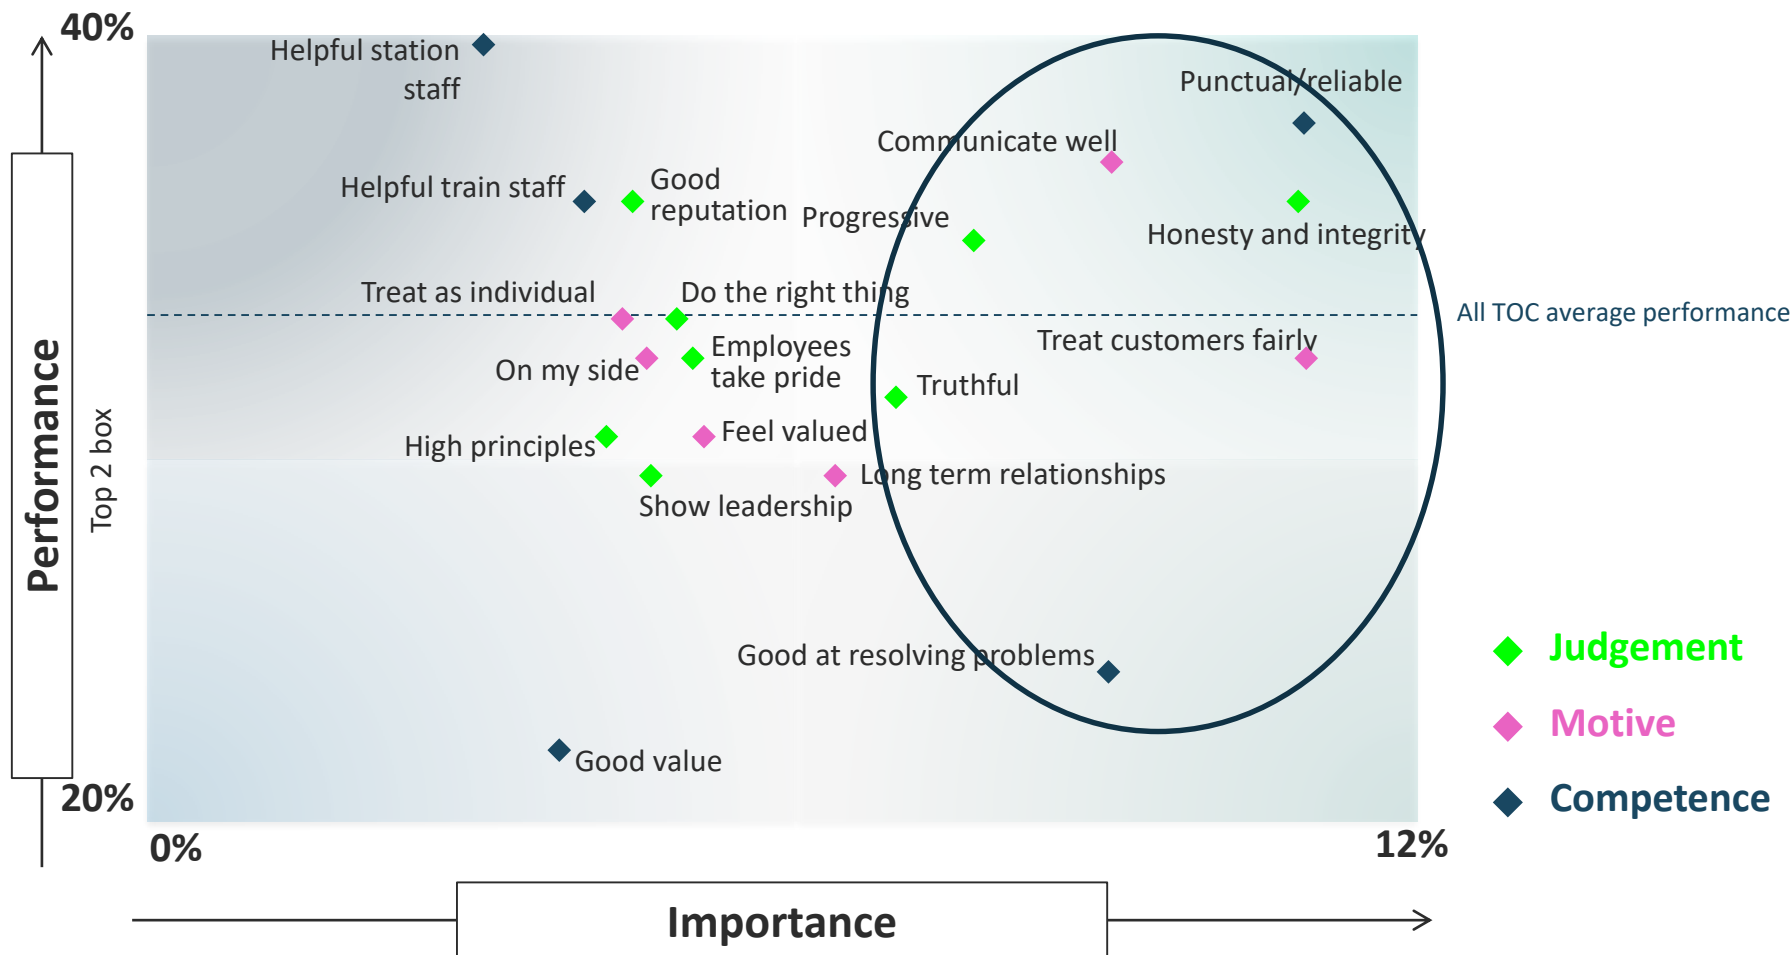 40%
Helpful station
staff
Punctual/reliable
Communicate well
Helpful train staff
Good
reputation
Progressive
Honesty and integrity
Treat as individual
Do the right thing
All TOC average performance
Treat customers fairly
Employees
take pride
On my side
Truthful
High principles
Feel valued
Long term relationships
Show leadership
Performance
Top 2 box
Good at resolving problems
Good value
Judgement
Motive
Competence
20%
0%
12%
Importance